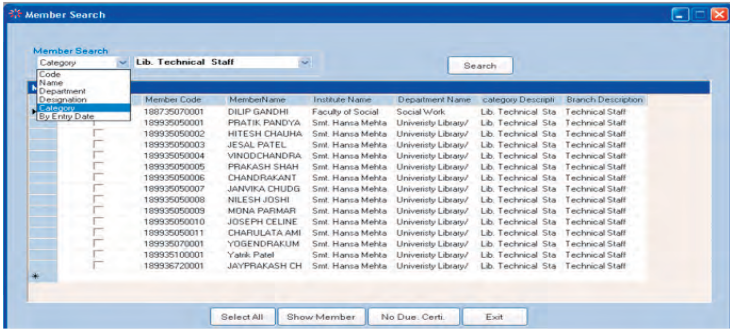 Member Search
Member Search
Category Lib. Technical Staff Search
Code
Name
Department
Designation
Category
By Entry Date
Member Code MemberName Institute Name Department Name category Descripti Branch Description
188735070001 DILIP GANDHI Faculty of Social Social Work Lib. Technical Sta Technical Staff
189935050001 PRATIK PANDYA Smt. Hansa Mehta Univeristy Library/ Lib. Technical Sta Technical Staff
189935050002 HITESH CHAUHA Smt. Hansa Mehta Univeristy Library/ Lib. Technical Sta Technical Staff
189935050003 JESAL PATEL Smt. Hansa Mehta Univeristy Library/ Lib. Technical Sta Technical Staff
189935050004 VINODCHANDRA Smt. Hansa Mehta Univeristy Library/ Lib. Technical Sta Technical Staff
189935050005 PRAKASH SHAH Smt. Hansa Mehta Univeristy Library/ Lib. Technical Sta Technical Staff
189935050006 CHANDRAKANT Smt. Hansa Mehta Univeristy Library/ Lib. Technical Sta Technical Staff
189935050007 JANVIKA CHUDG Smt. Hansa Mehta Univeristy Library/ Lib. Technical Sta Technical Staff
189935050008 NILESH JOSHI Smt. Hansa Mehta Univeristy Library/ Lib. Technical Sta Technical Staff
189935050009 MONA PARMAR Smt. Hansa Mehta Univeristy Library/ Lib. Technical Sta Technical Staff
189935050010 JOSEPH CELINE Smt. Hansa Mehta Univeristy Library/ Lib. Technical Sta Technical Staff
189935050011 CHARULATA AMI Smt. Hansa Mehta Univeristy Library/ Lib. Technical Sta Technical Staff
189935070001 YOGENDRAKUM Smt. Hansa Mehta Univeristy Library/ Lib. Technical Sta Technical Staff
189935100001 Yatrik Patel Smt. Hansa Mehta Univeristy Library/ Lib. Technical Sta Technical Staff
189936720001 JAYPRAKASH CH Smt. Hansa Mehta Univeristy Library/ Lib. Technical Sta Technical Staff
Select All Show Member No Due. Certi. Exit